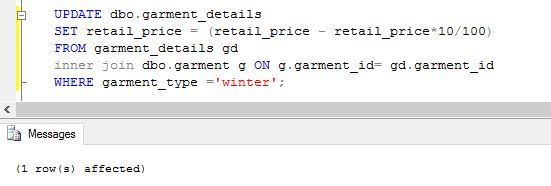 UPDATE dbo.garment_details
SET retail_price = (retail_price - retail_price*10/100)
FROM garment_details gd
inner join dbo.garment g ON g.garment_id= gd.garment_id
WHERE garment_type ='winter';
Messages
(1 row(s) affected)